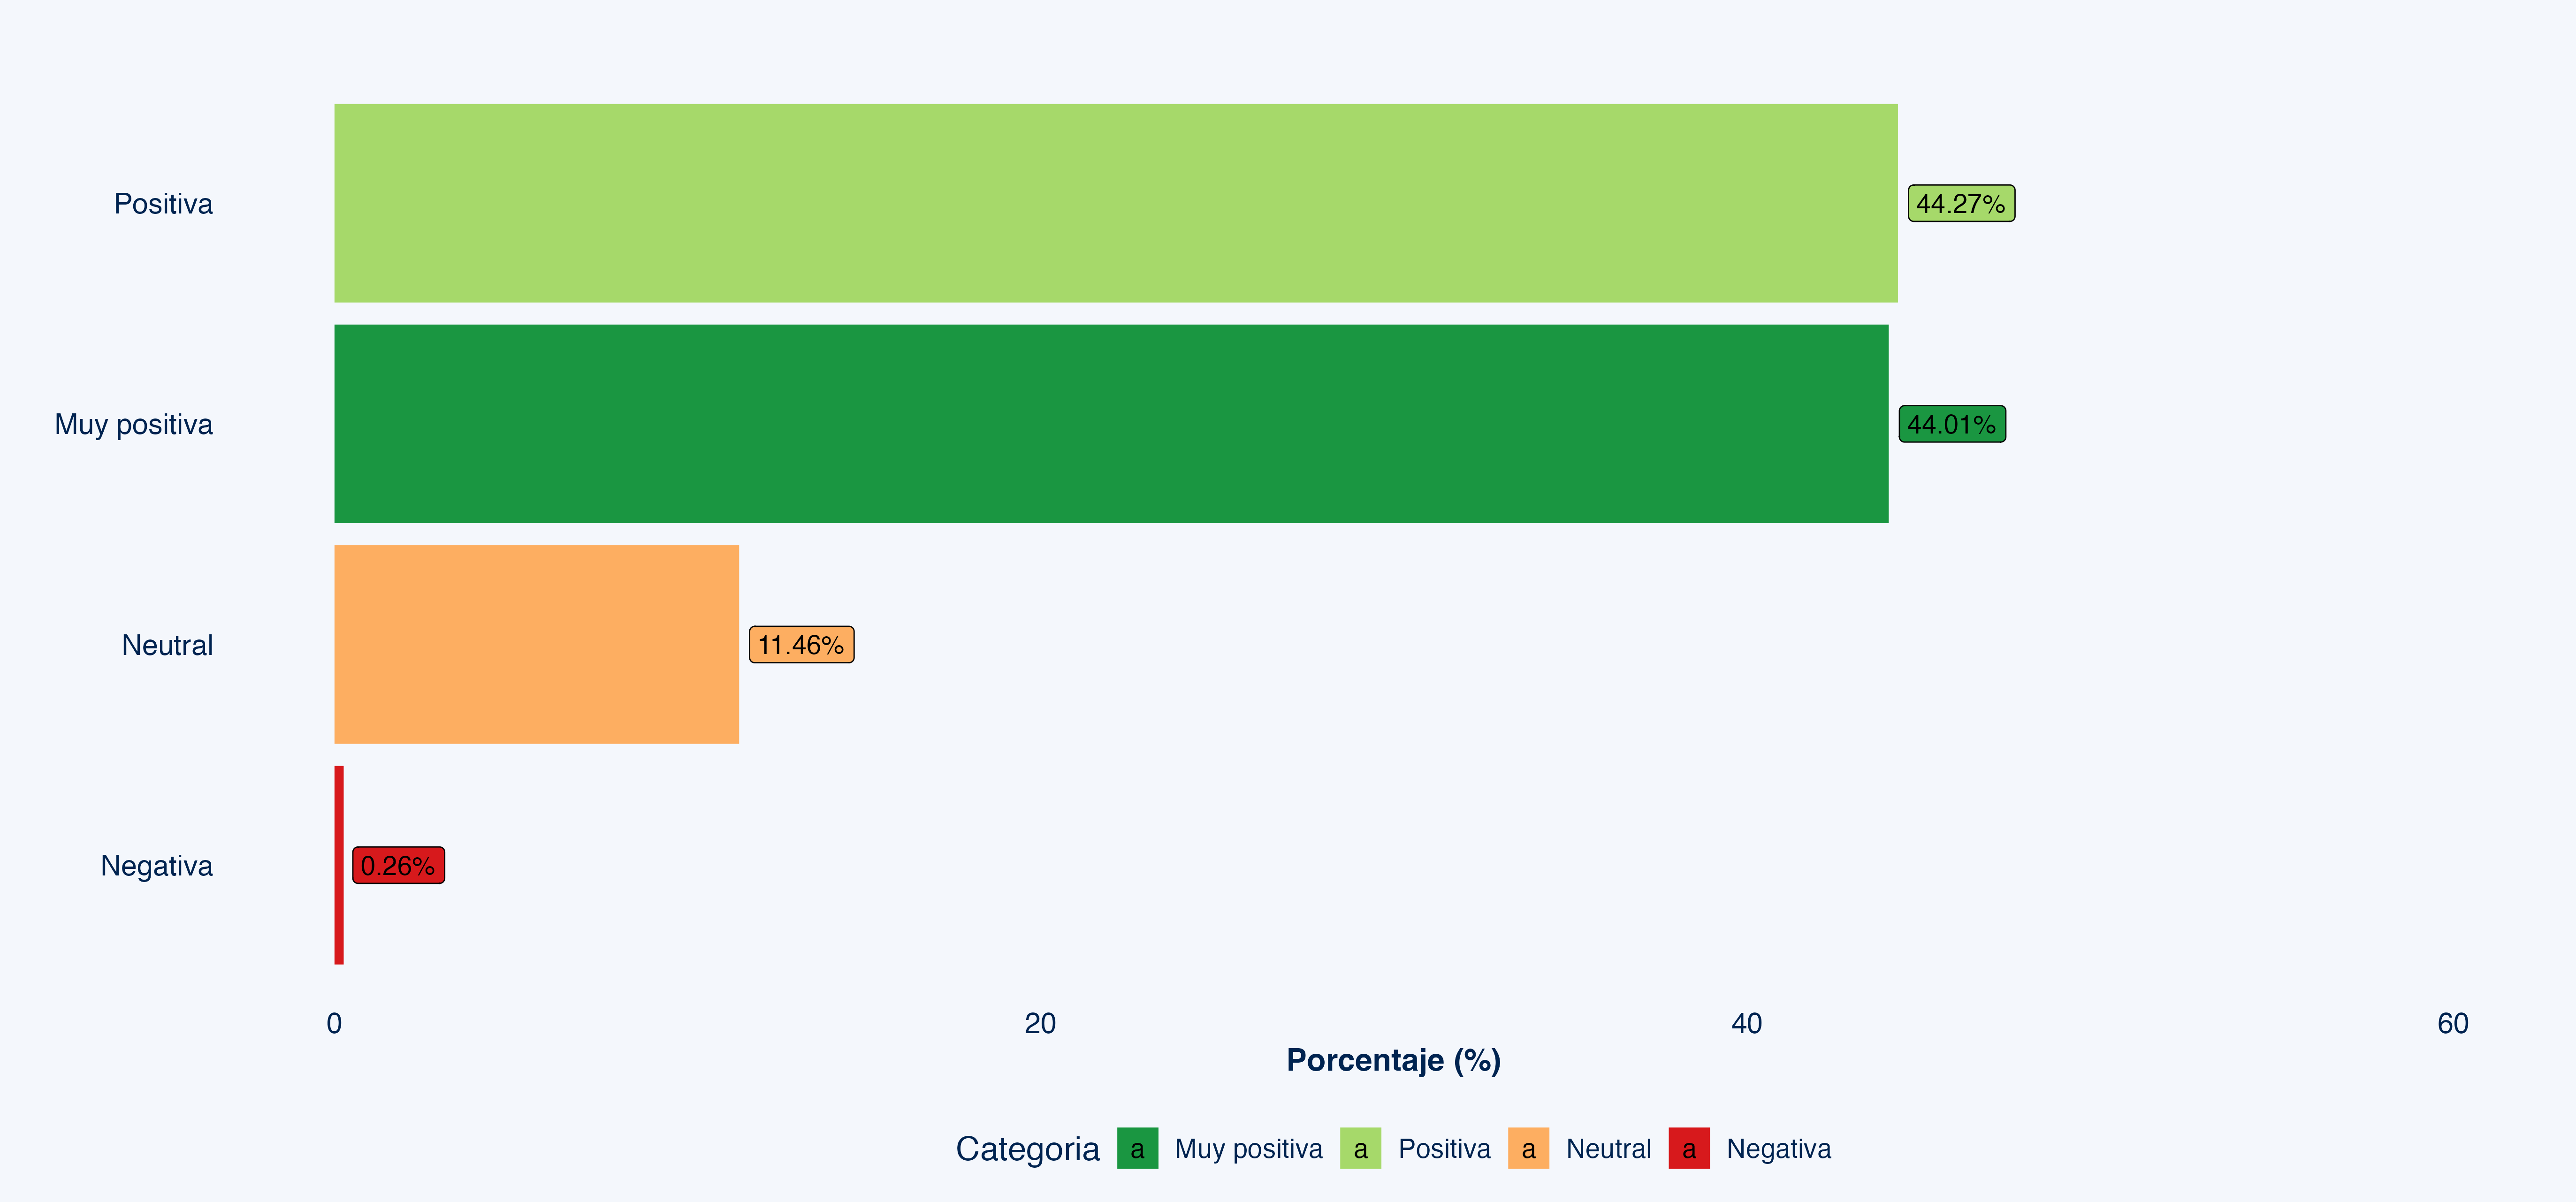 Positiva
44.27%
Muy positiva
44.01%
Neutral
11.46%
Negativa
0.26%
0 20 40 60
Porcentaje (%)
Categoria a Muy positiva a Positiva a Neutral a Negativa